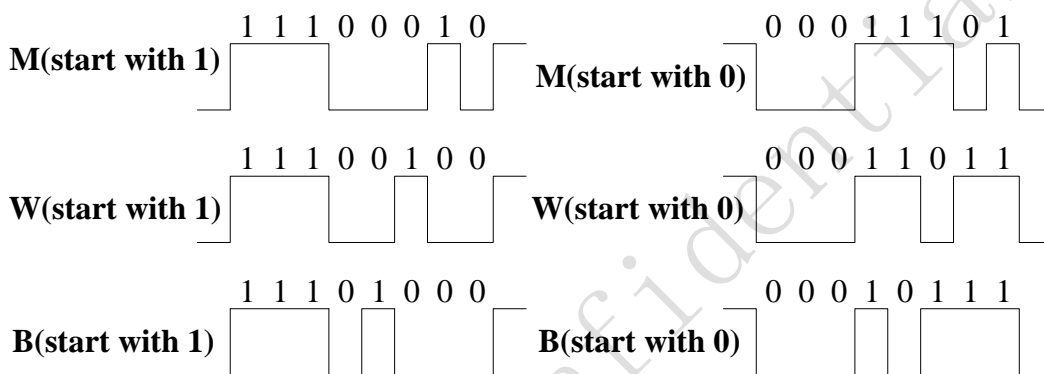 1 1 1 0 0 0 1 0
M(start with 1)
0 0 0 1 1 1 0 1
M(start with 0)
1 1 1 0 0 1 0 0
W(start with 1)
0 0 0 1 1 0 1 1
W(start with 0)
1 1 1 0 1 0 0 0
B(start with 1)
0 0 0 1 0 1 1 1
B(start with 0)
nfidentia